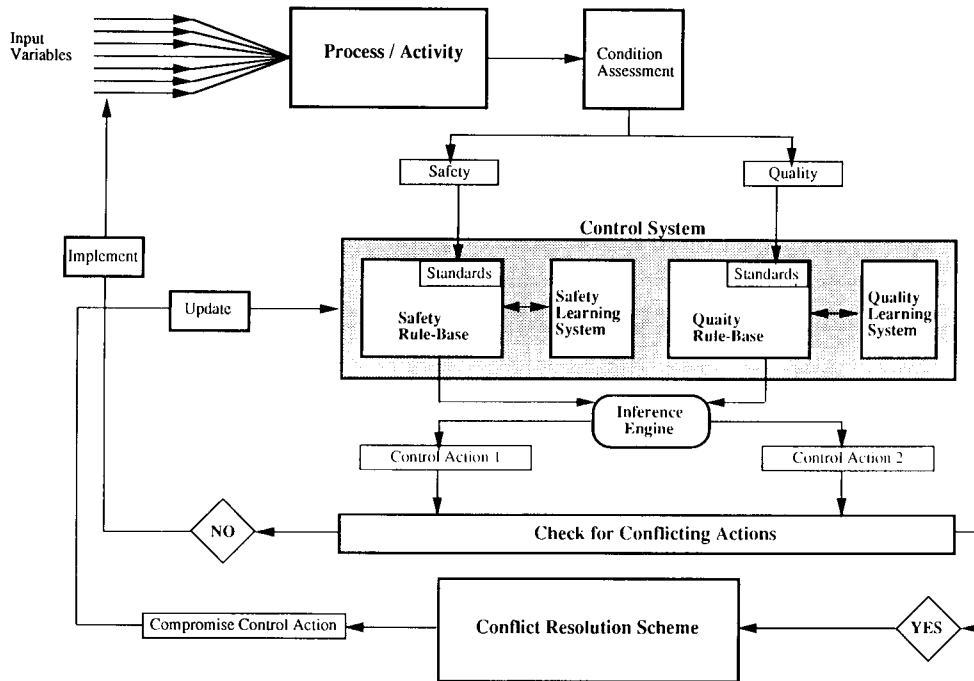 Input
Variables
Process / Activity
Condition
Assessment
Safety
Quality
Control System
Implement
Standards
Standards
Update
Safety
Rule-Base
Safety
Learning
System
Quaity
Rule-Base
Quality
Learning
System
Inference
Engine
Control Action 1
Control Action 2
NO
Check for Conflicting Actions
Compromise Control Action
Conflict Resolution Scheme
YES